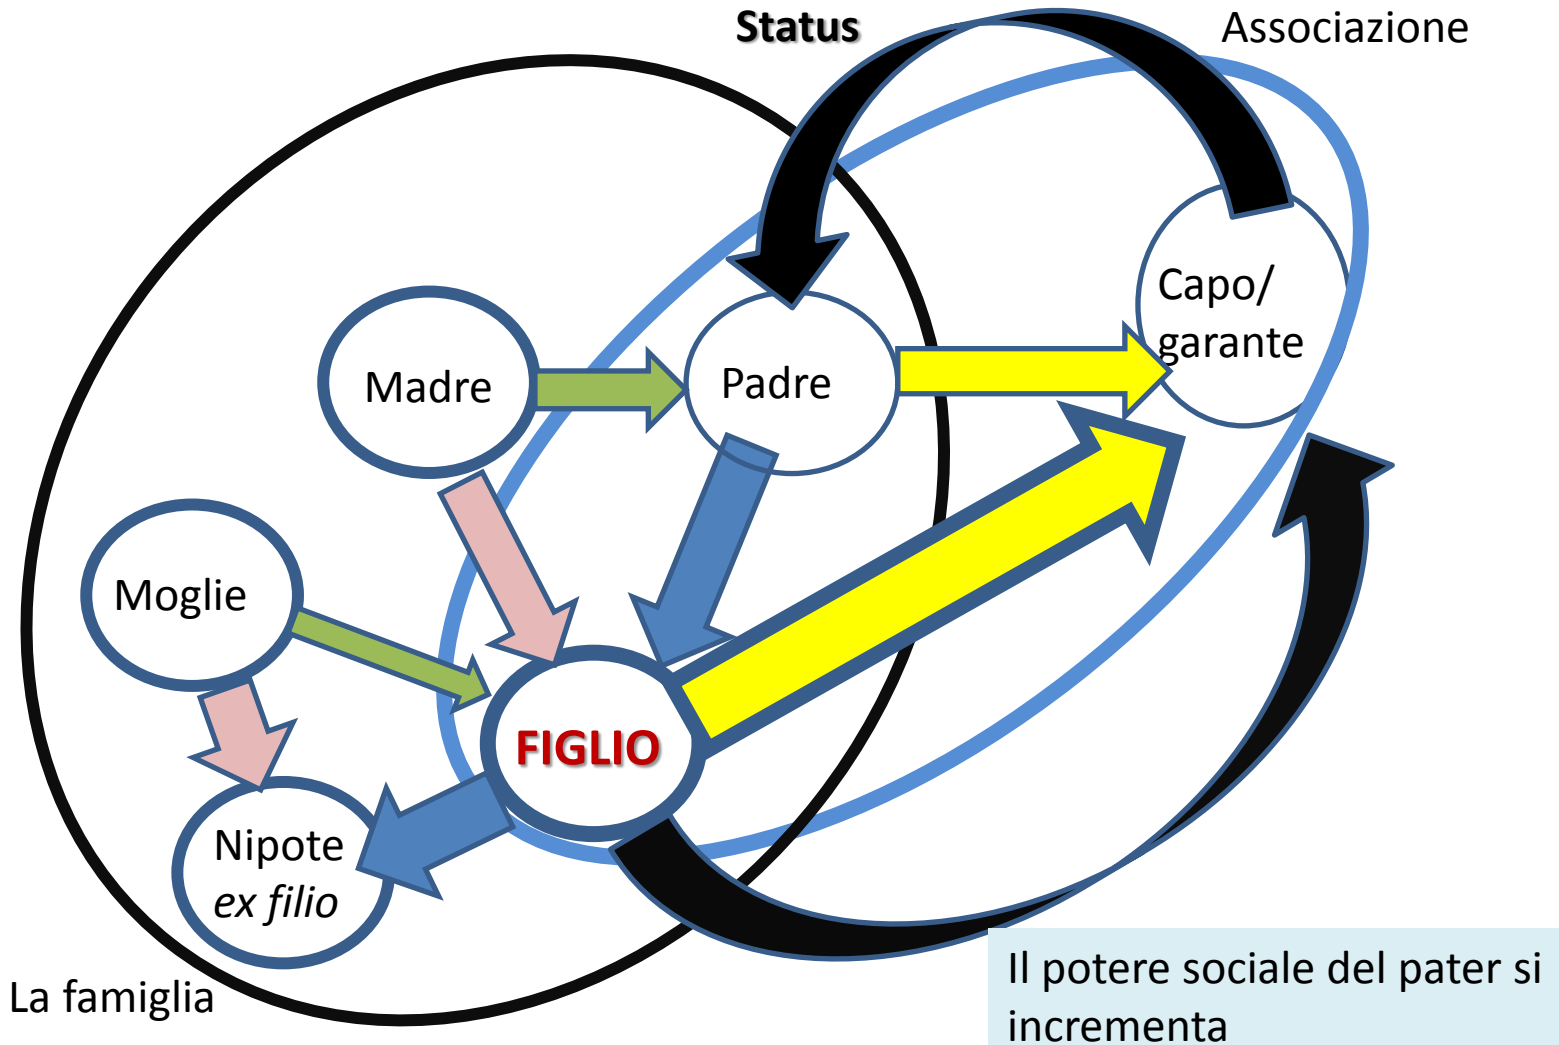 Status
Associazione
Capo/
garante
Madre
Padre
Moglie
FIGLIO
Nipote
ex filio
La famiglia
Il potere sociale del pater si
incrementa